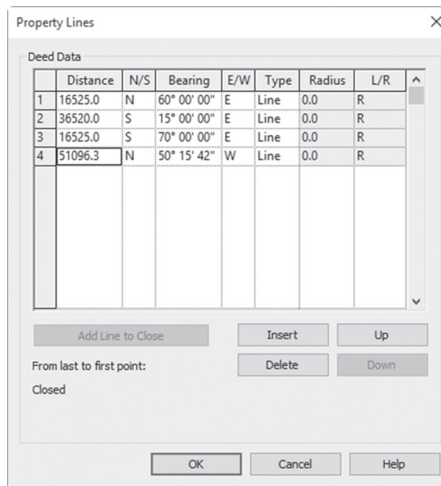 Property Lines
Deed Data
Distance N/S Bearing E/W Type Radius L/R
1 16525.0 N 60° 00' 00" E Line 0.0 R
2 36520.0 S 15° 00' 00" E Line 0.0 R
3 16525.0 S 70° 00' 00" E Line 0.0 R
4 51096.3 N 50° 15' 42" W Line 0.0 R
Add Line to Close Insert Up
From last to first point: Delete Down
Closed
OK Cancel Help